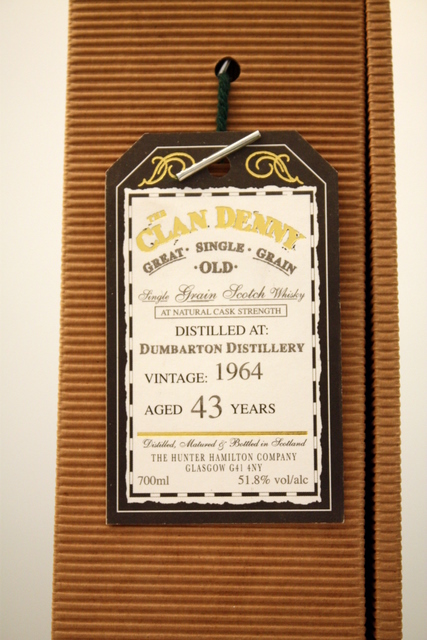 THE
CLAN DENNY
GREAT · SINGLE · GRAIN
· OLD ·
Single Grain Scotch Whisky
AT NATURAL CASK STRENGTH
DISTILLED AT:
DUMBARTON DISTILLERY
VINTAGE: 1964
AGED 43 YEARS
Distilled, Matured & Bottled in Scotland
THE HUNTER HAMILTON COMPANY
GLASGOW G41 4NY
700ml 51.8% vol/alc